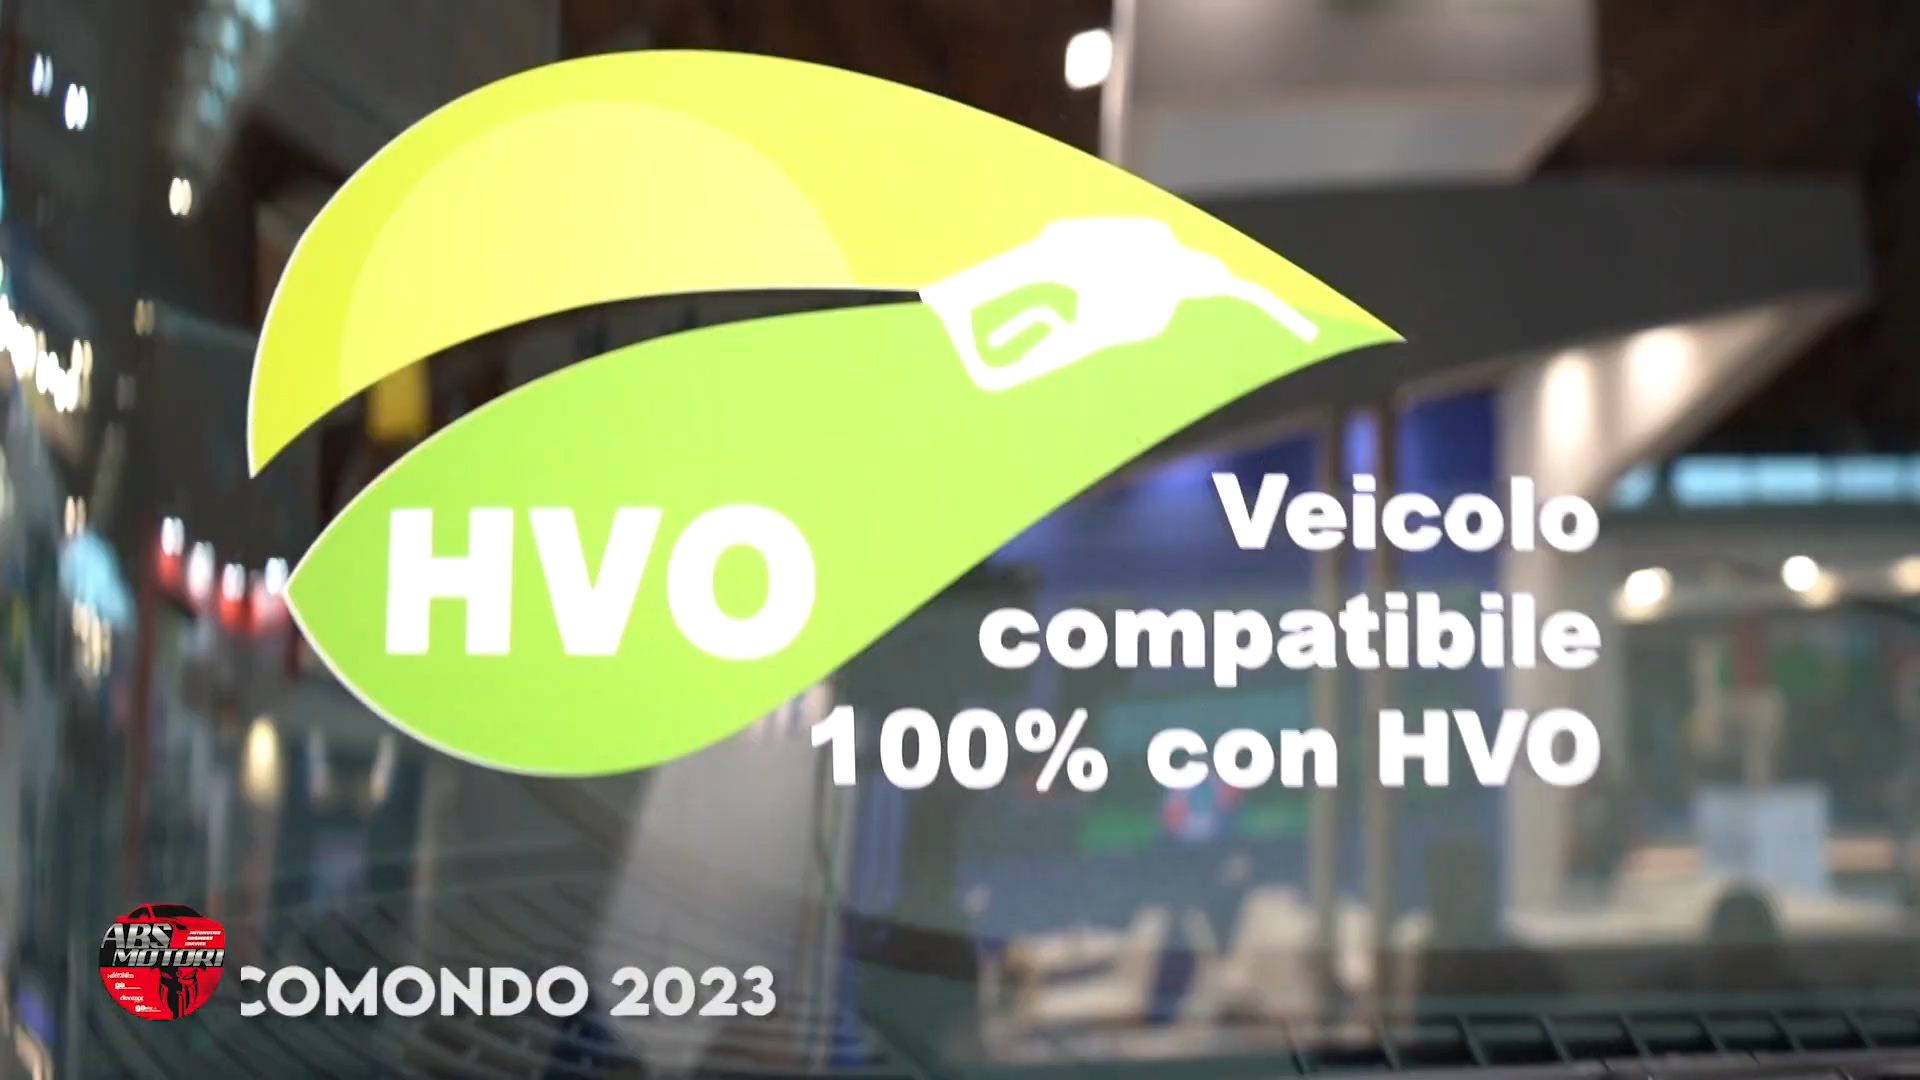 HVO
Veicolo
compatibile
100% con HVO
ABS
MOTORI
COMONDO 2023